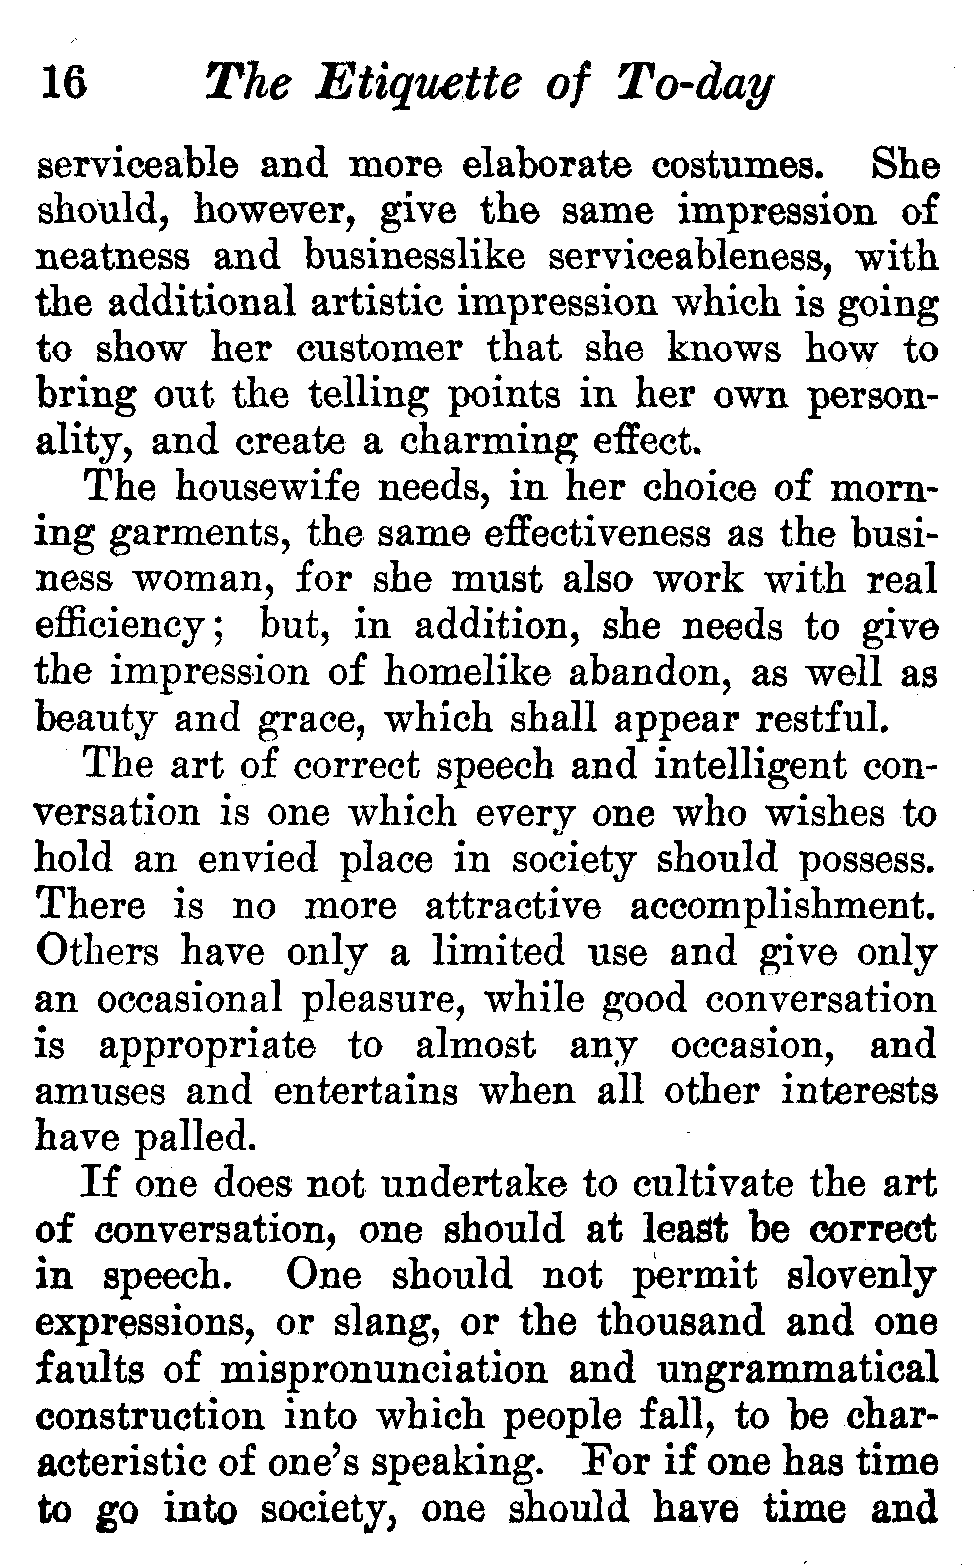 16 The Etiquette of To-day
serviceable and more elaborate costumes. She
should, however, give the same impression of
neatness and businesslike serviceableness, with
the additional artistic impression which is going
to show her customer that she knows how to
bring out the telling points in her own person-
ality, and create a charming effect.
The housewife needs, in her choice of morn-
ing garments, the same effectiveness as the busi-
ness woman, for she must also work with real
efficiency; but, in addition, she needs to give
the impression of homelike abandon, as well as
beauty and grace, which shall appear restful.
The art of correct speech and intelligent con-
versation is one which every one who wishes to
hold an envied place in society should possess.
There is no more attractive accomplishment.
Others have only a limited use and give only
an occasional pleasure, while good conversation
is appropriate to almost any occasion, and
amuses and entertains when all other interests
have palled.
If one does not undertake to cultivate the art
of conversation, one should at least be correct
in speech. One should not permit slovenly
expressions, or slang, or the thousand and one
faults of mispronunciation and ungrammatical
construction into which people fall, to be char-
acteristic of one's speaking. For if one has time
to go into society, one should have time and